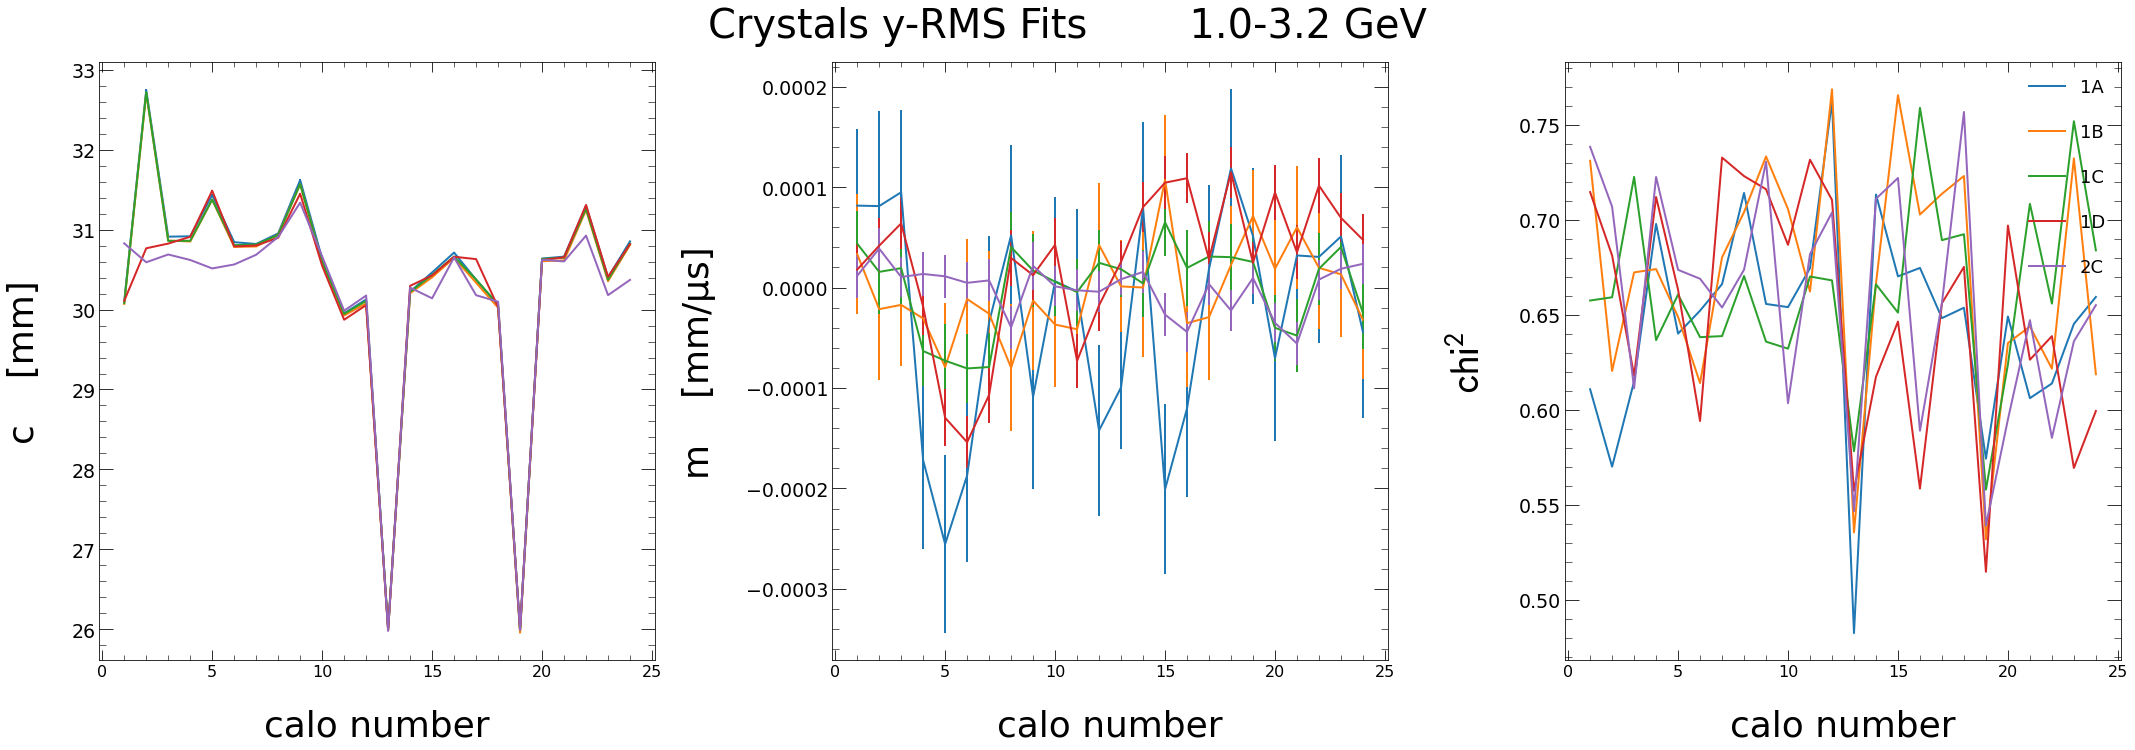 Crystals y-RMS Fits 1.0-3.2 GeV
c [mm]
33
32
31
30
29
28
27
26
0 5 10 15 20 25
calo number
m [mm/μs]
0.0002
0.0001
0.0000
−0.0001
−0.0002
−0.0003
0 5 10 15 20 25
calo number
chi²
0.75
0.70
0.65
0.60
0.55
0.50
0 5 10 15 20 25
calo number
1A
1B
1C
1D
2C